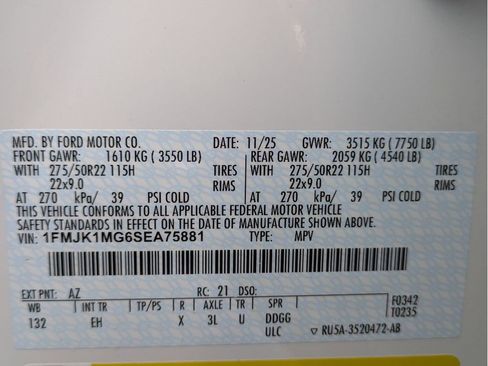 MFD. BY FORD MOTOR CO. DATE: 11/25 GVWR: 3515 KG ( 7750 LB)
FRONT GAWR: 1610 KG ( 3550 LB) REAR GAWR: 2059 KG ( 4540 LB)
WITH 275/50R22 115H TIRES WITH 275/50R22 115H TIRES
22x9.0 RIMS 22x9.0 RIMS
AT 270 kPa/ 39 PSI COLD AT 270 kPa/ 39 PSI COLD
THIS VEHICLE CONFORMS TO ALL APPLICABLE FEDERAL MOTOR VEHICLE
SAFETY STANDARDS IN EFFECT ON THE DATE OF MANUFACTURE SHOWN ABOVE.
VIN: 1FMJK1MG6SEA75881 TYPE: MPV
EXT PNT: AZ RC: 21 DSO:
WB INT TR TP/PS R AXLE TR SPR F0342
132 EH X 3L U DDGG T0235
ULC ▽ RU5A-3520472-AB